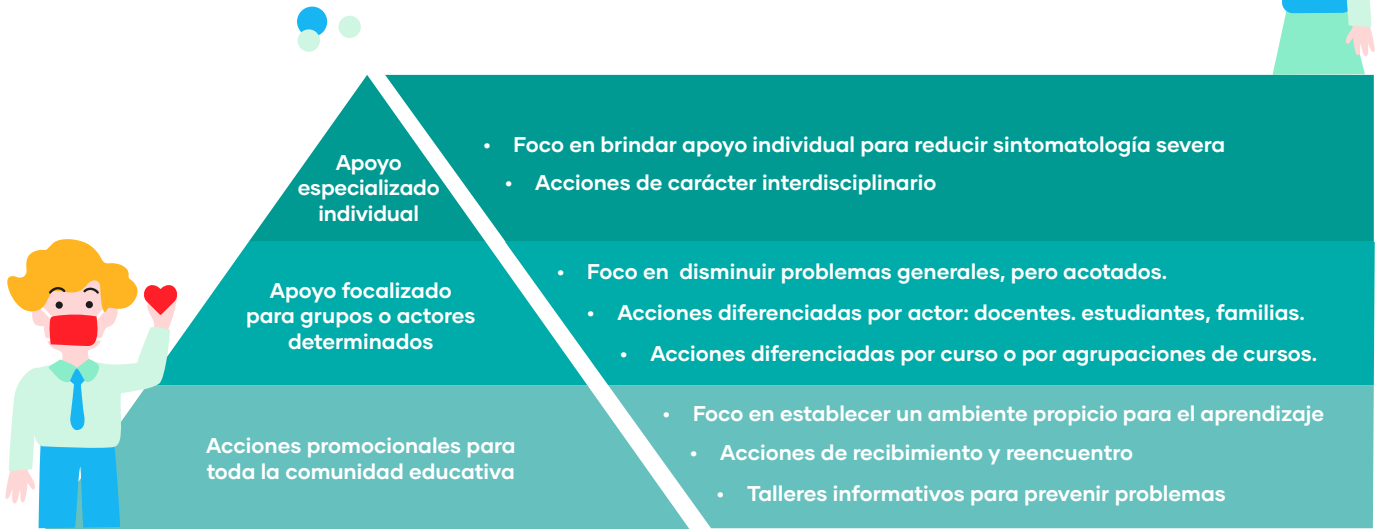 Apoyo
especializado
individual
• Foco en brindar apoyo individual para reducir sintomatología severa
• Acciones de carácter interdisciplinario
Apoyo focalizado
para grupos o actores
determinados
• Foco en disminuir problemas generales, pero acotados.
• Acciones diferenciadas por actor: docentes. estudiantes, familias.
• Acciones diferenciadas por curso o por agrupaciones de cursos.
Acciones promocionales para
toda la comunidad educativa
• Foco en establecer un ambiente propicio para el aprendizaje
• Acciones de recibimiento y reencuentro
• Talleres informativos para prevenir problemas